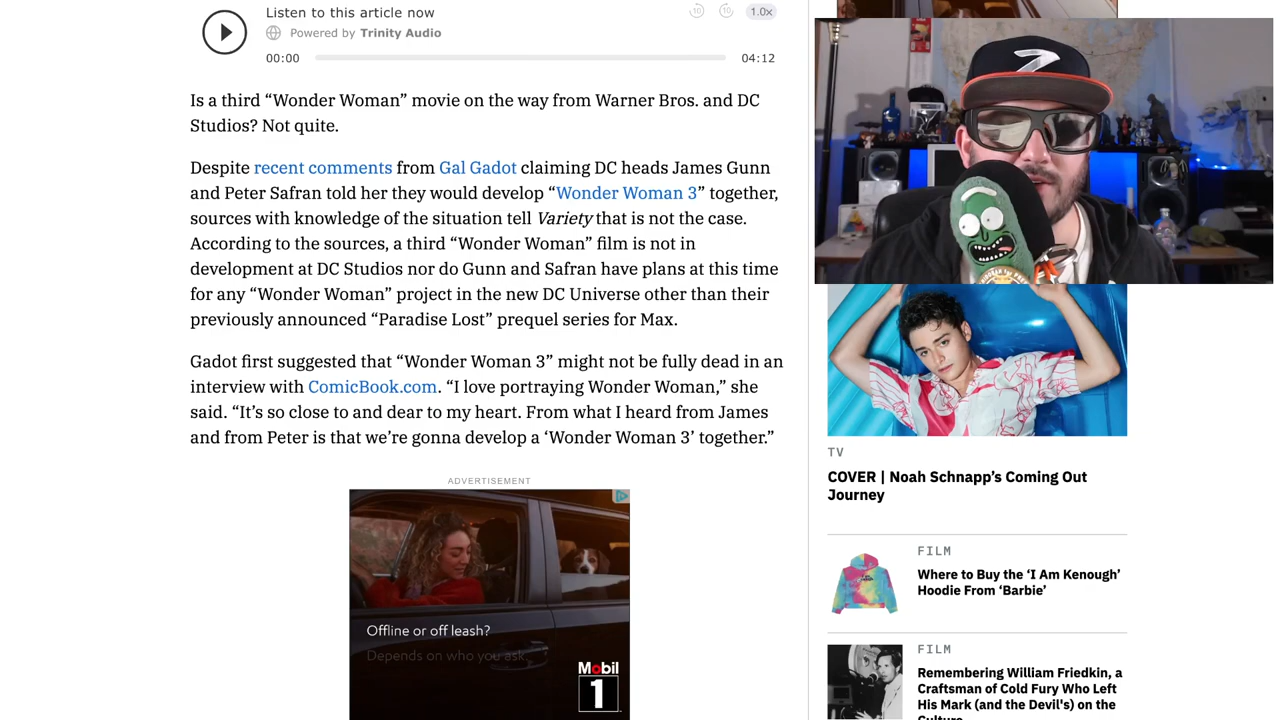 Listen to this article now
10
10
1.0x
Powered by Trinity Audio
00:00
04:12
Is a third “Wonder Woman” movie on the way from Warner Bros. and DC
Studios? Not quite.
Despite recent comments from Gal Gadot claiming DC heads James Gunn
and Peter Safran told her they would develop “Wonder Woman 3” together,
sources with knowledge of the situation tell Variety that is not the case.
According to the sources, a third “Wonder Woman” film is not in
development at DC Studios nor do Gunn and Safran have plans at this time
for any “Wonder Woman” project in the new DC Universe other than their
previously announced “Paradise Lost” prequel series for Max.
Gadot first suggested that “Wonder Woman 3” might not be fully dead in an
interview with ComicBook.com. “I love portraying Wonder Woman,” she
said. “It’s so close to and dear to my heart. From what I heard from James
and from Peter is that we’re gonna develop a ‘Wonder Woman 3’ together.”
ADVERTISEMENT
Offline or off leash?
Depends on who you ask.
Mobil
1
TV
COVER | Noah Schnapp’s Coming Out
Journey
FILM
Where to Buy the ‘I Am Kenough’
Hoodie From ‘Barbie’
FILM
Remembering William Friedkin, a
Craftsman of Cold Fury Who Left
His Mark (and the Devil's) on the
Culture